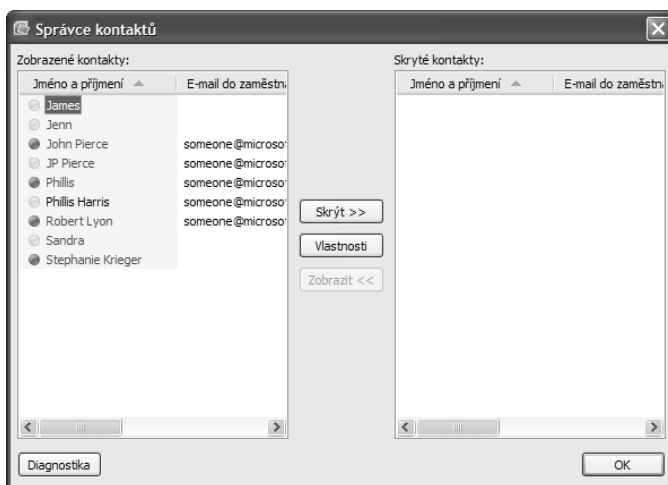 Správce kontaktů
Zobrazené kontakty:
Skryté kontakty:
Jméno a příjmení E-mail do zaměstn
Jméno a příjmení E-mail do zaměstn
James
Jenn
John Pierce someone@microso
JP Pierce someone@microso
Phillis someone@microso
Phillis Harris someone@microso
Robert Lyon someone@microso
Sandra
Stephanie Krieger
Skrýt >>
Vlastnosti
Zobrazit <<
Diagnostika
OK